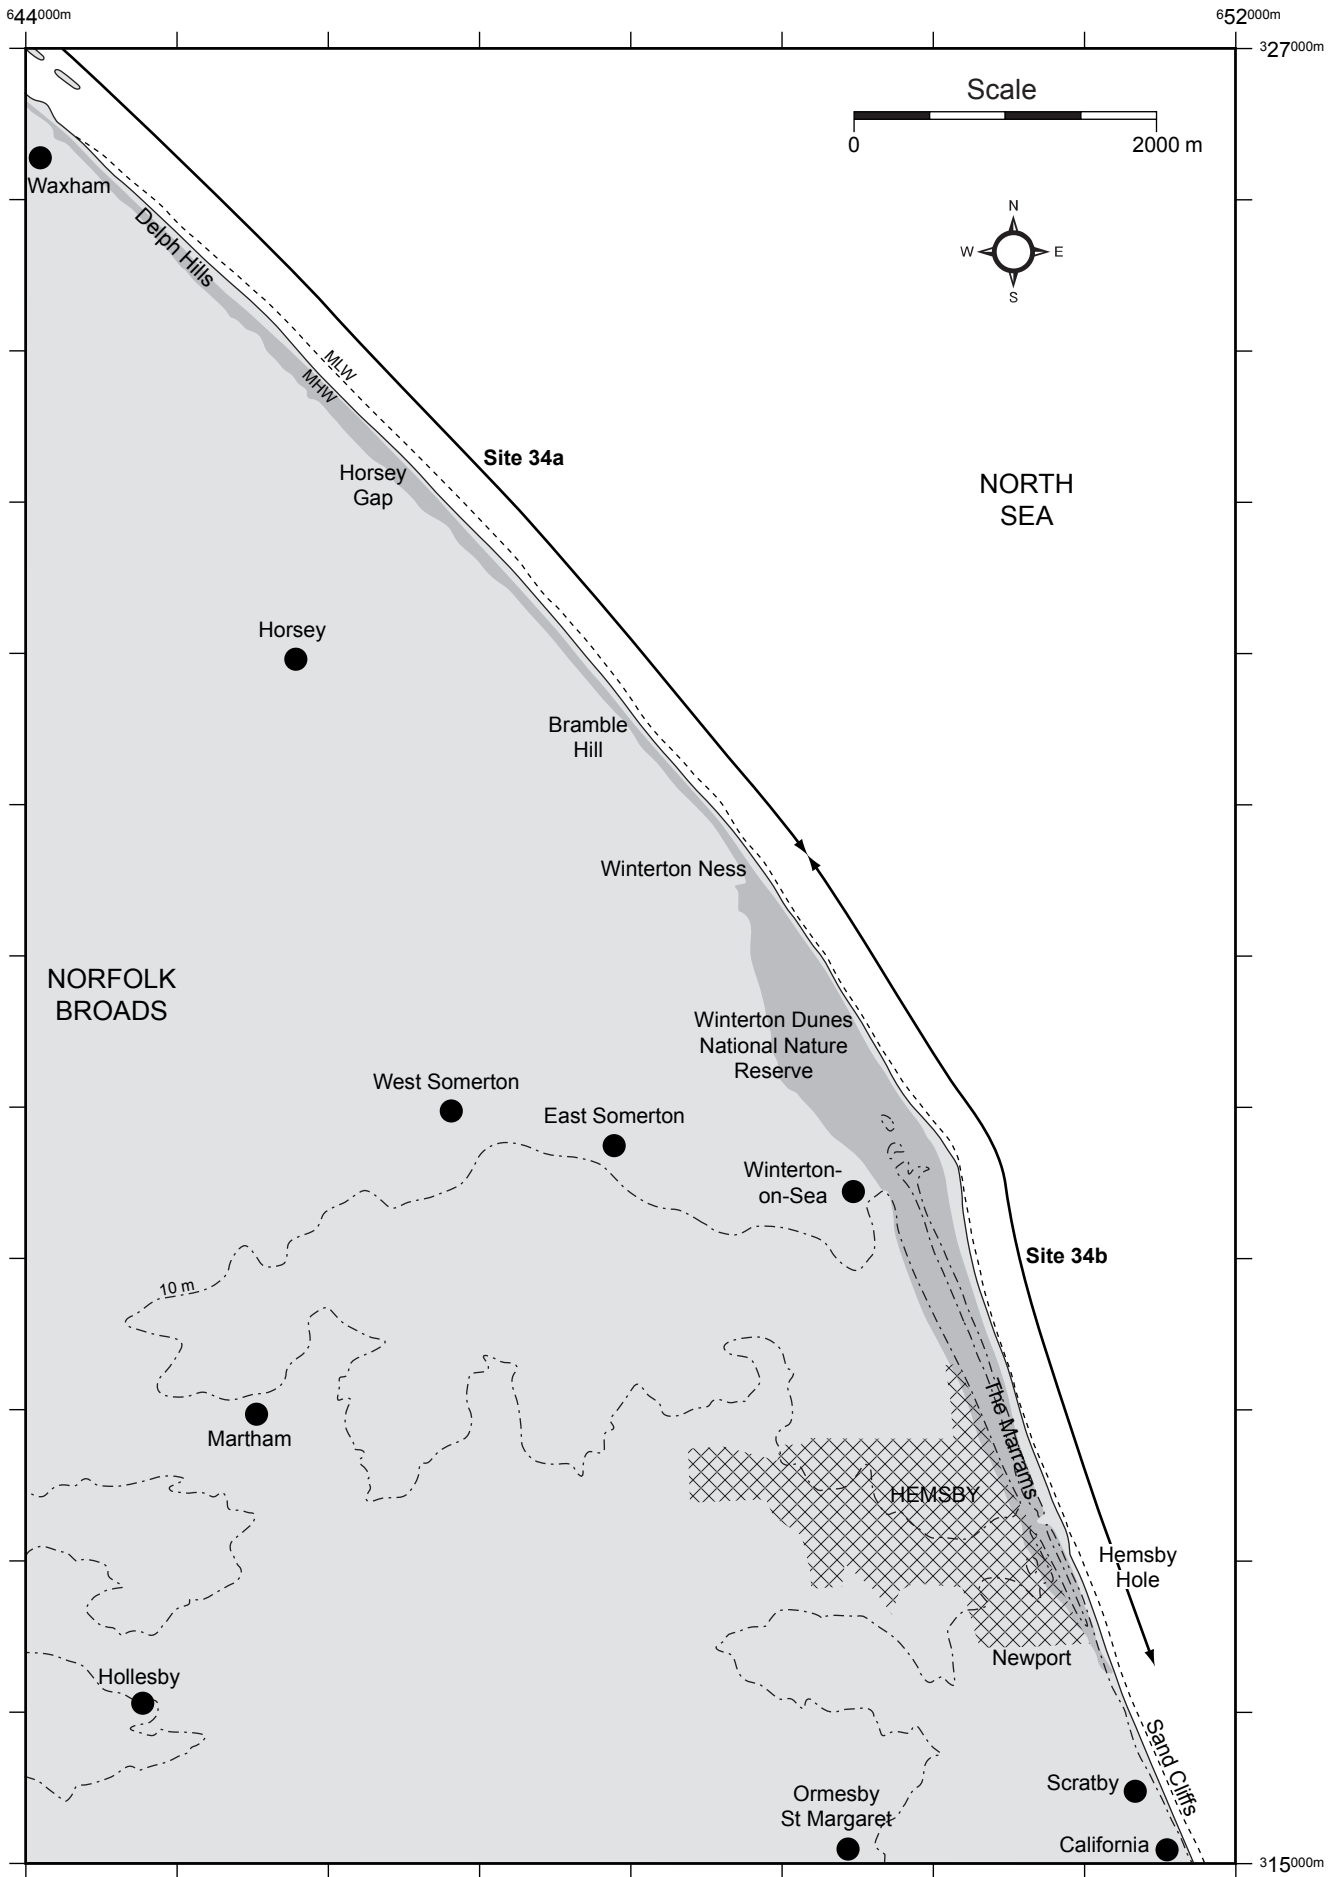 644000m
652000m
327000m
Scale
0
2000 m
N
W
E
S
Waxham
Delph Hills
MLW
MHW
Site 34a
Horsey
Gap
NORTH
SEA
Horsey
Bramble
Hill
Winterton Ness
NORFOLK
BROADS
Winterton Dunes
National Nature
Reserve
West Somerton
East Somerton
Winterton-
on-Sea
Site 34b
10 m
The Marrams
Martham
HEMSBY
Hemsby
Hole
Newport
Hollesby
Sand Cliffs
Scratby
Ormesby
St Margaret
California
315000m